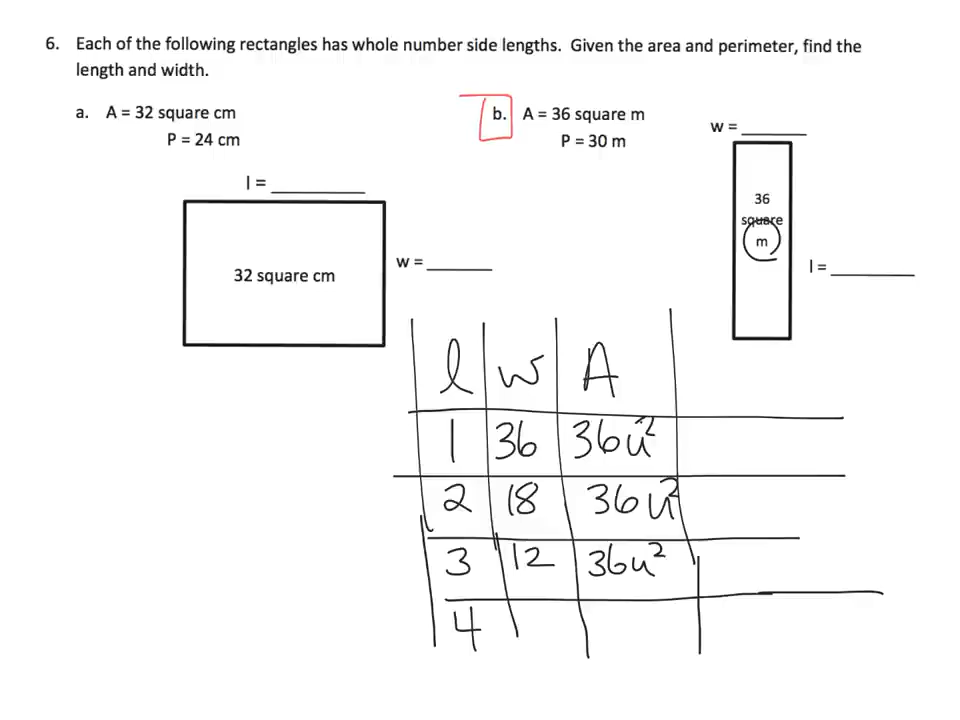 6. Each of the following rectangles has whole number side lengths. Given the area and perimeter, find the
length and width.
a. A = 32 square cm
P = 24 cm
b. A = 36 square m
P = 30 m
l = ________
32 square cm
w = ______
w = ______
36
square
m
l = ________
l w A
1 36 36u²
2 18 36u²
3 12 36u²
4